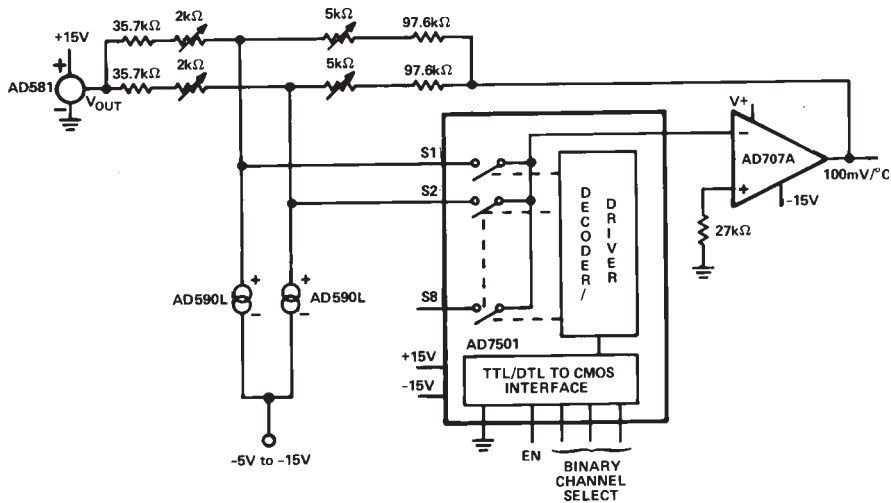 35.7kΩ
2kΩ
5kΩ
97.6kΩ
+15V
+
AD581
–
VOUT
35.7kΩ
2kΩ
5kΩ
97.6kΩ
V+
–
AD707A
+
–15V
100mV/°C
27kΩ
S1
S2
S8
DECODER/
DRIVER
+
AD590L
–
+
AD590L
–
AD7501
+15V
–15V
TTL/DTL TO CMOS
INTERFACE
–5V to –15V
EN
BINARY
CHANNEL
SELECT